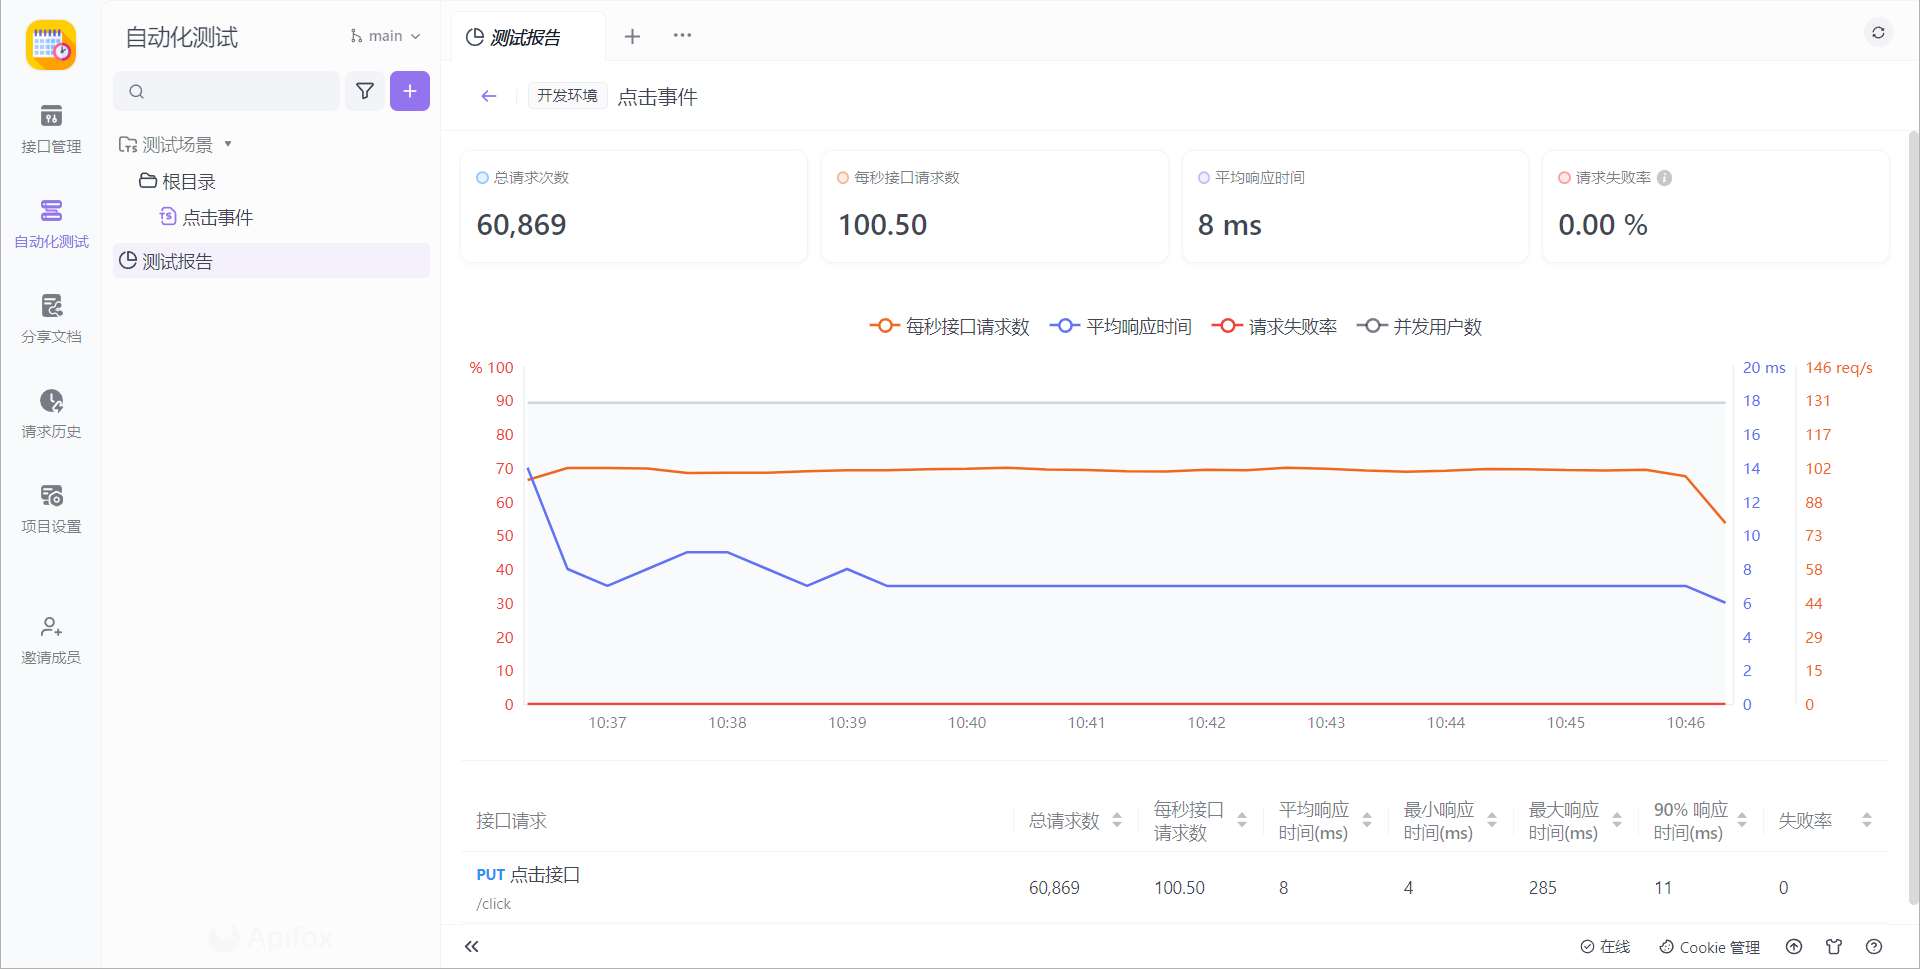 自动化测试
main
测试报告
接口管理
自动化测试
分享文档
请求历史
项目设置
邀请成员
测试场景
根目录
TS 点击事件
测试报告
开发环境 点击事件
总请求次数
60,869
每秒接口请求数
100.50
平均响应时间
8 ms
请求失败率
0.00 %
每秒接口请求数 平均响应时间 请求失败率 并发用户数
% 100 20 ms 146 req/s
90 18 131
80 16 117
70 14 102
60 12 88
50 10 73
40 8 58
30 6 44
20 4 29
10 2 15
0 0 0
10:37 10:38 10:39 10:40 10:41 10:42 10:43 10:44 10:45 10:46
接口请求
总请求数
每秒接口
请求数
平均响应
时间(ms)
最小响应
时间(ms)
最大响应
时间(ms)
90% 响应
时间(ms)
失败率
PUT 点击接口
/click
60,869 100.50 8 4 285 11 0
Apifox
在线 Cookie 管理